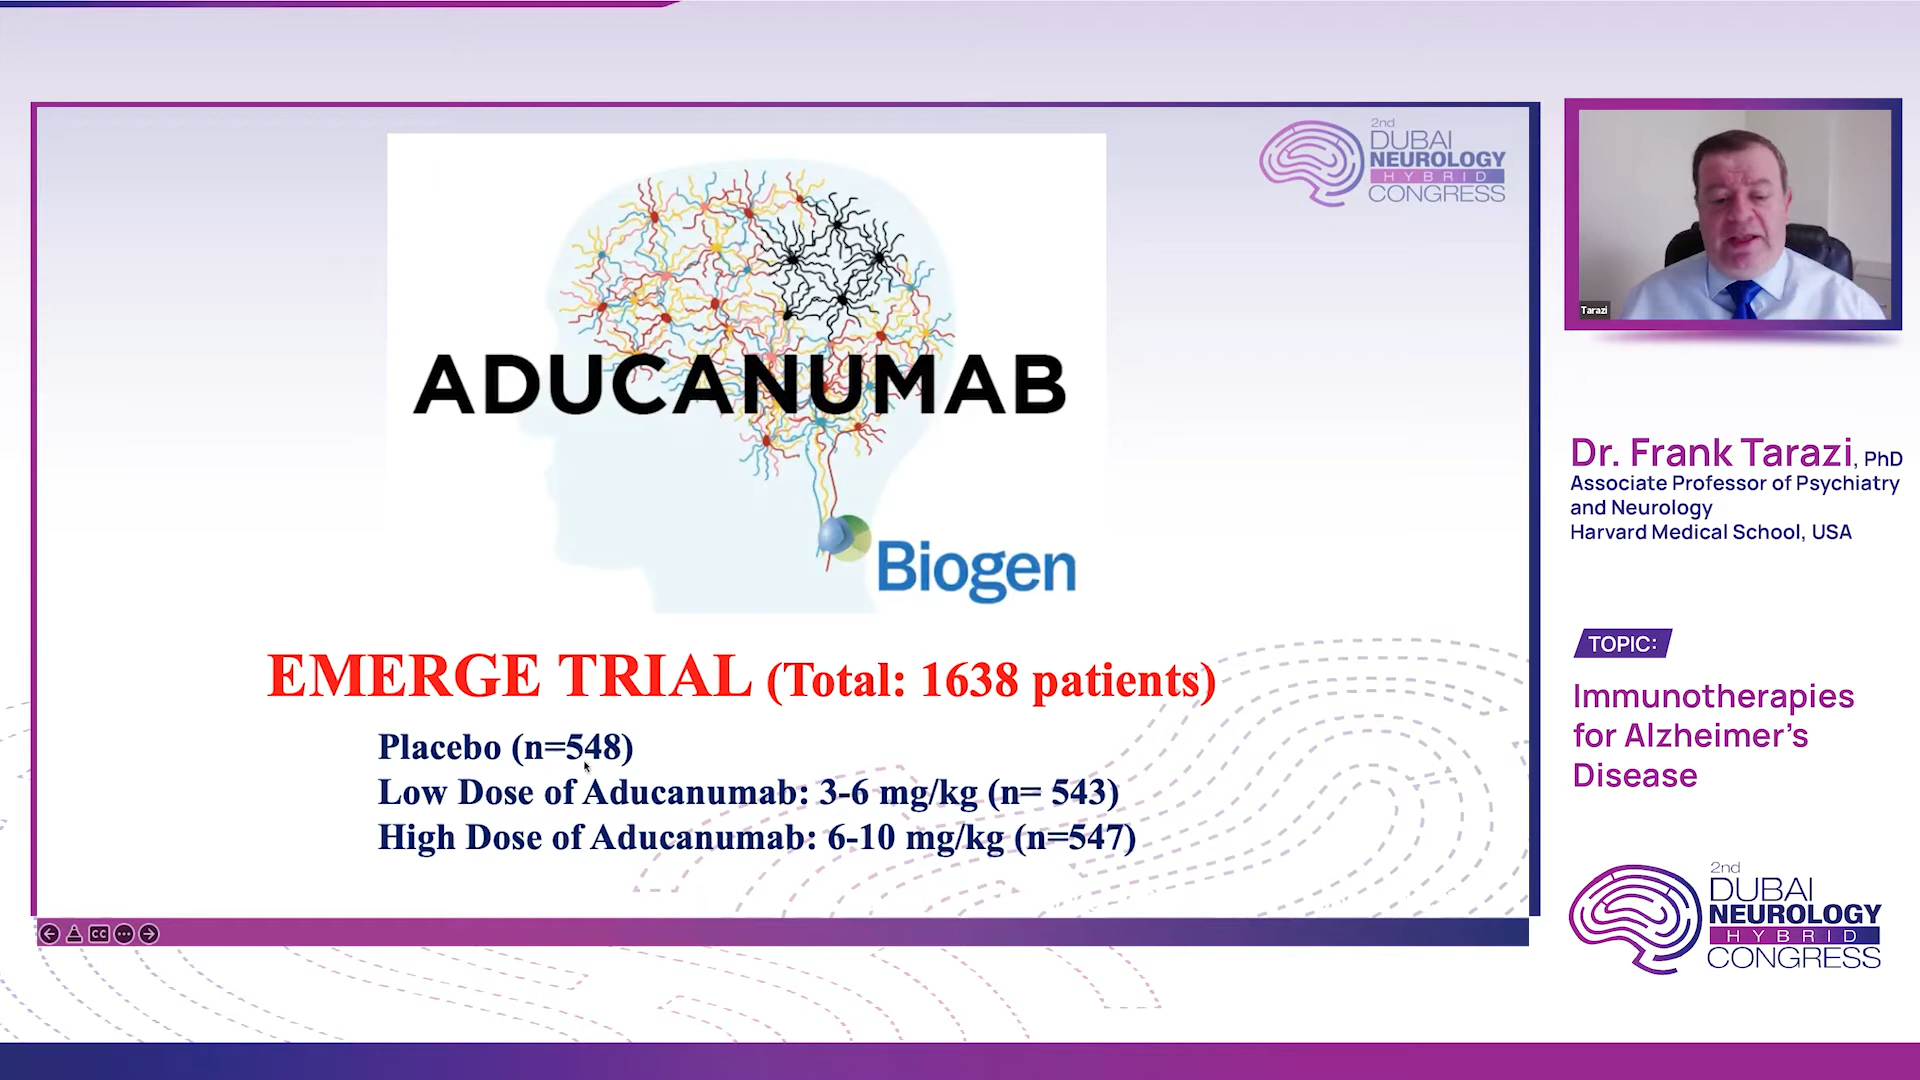 2nd
DUBAI
NEUROLOGY
HYBRID
CONGRESS
ADUCANUMAB
Biogen
EMERGE TRIAL (Total: 1638 patients)
Placebo (n=548)
Low Dose of Aducanumab: 3-6 mg/kg (n= 543)
High Dose of Aducanumab: 6-10 mg/kg (n=547)
CC
Tarazi
Dr. Frank Tarazi, PhD
Associate Professor of Psychiatry
and Neurology
Harvard Medical School, USA
TOPIC:
Immunotherapies
for Alzheimer's
Disease
2nd
DUBAI
NEUROLOGY
HYBRID
CONGRESS